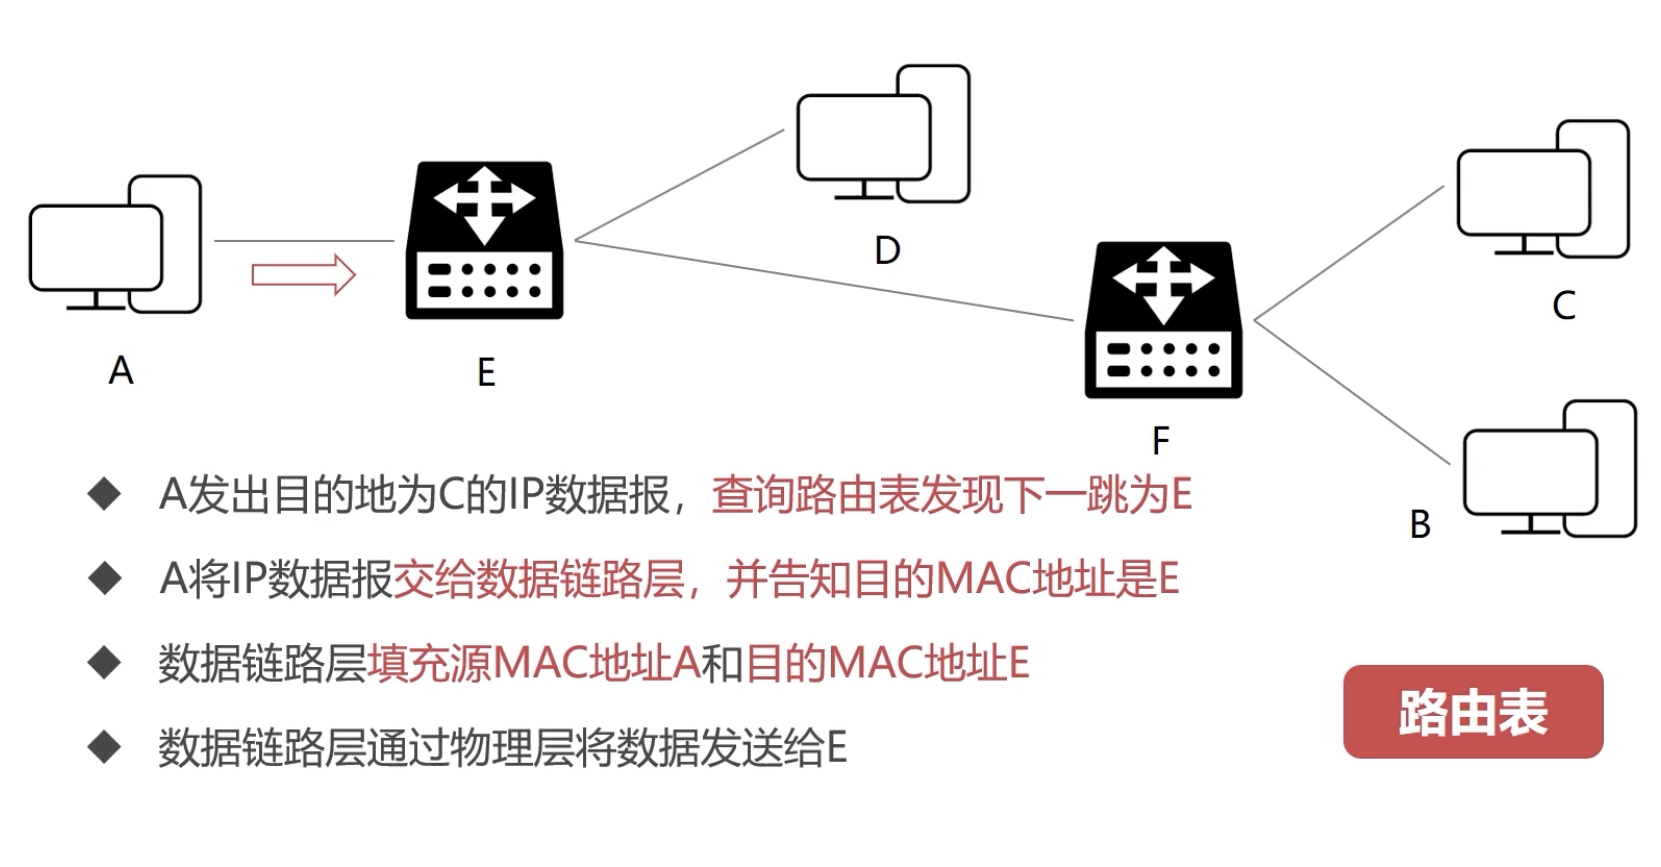 D
C
A
E
F
B
A发出目的地为C的IP数据报，查询路由表发现下一跳为E
A将IP数据报交给数据链路层，并告知目的MAC地址是E
数据链路层填充源MAC地址A和目的MAC地址E
数据链路层通过物理层将数据发送给E
路由表